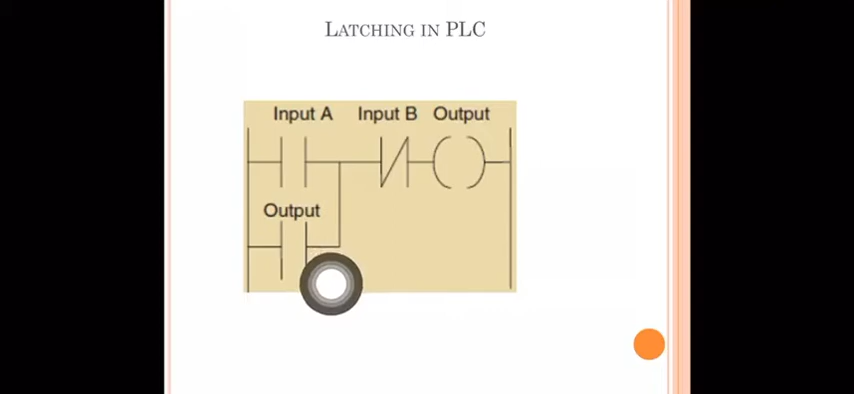 LATCHING IN PLC
Input A Input B Output
Output